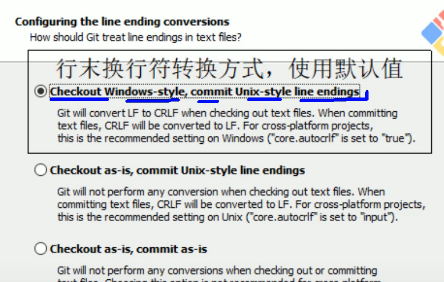 Configuring the line ending conversions
How should Git treat line endings in text files?
行末换行符转换方式，使用默认值
Checkout Windows-style, commit Unix-style line endings
Git will convert LF to CRLF when checking out text files. When committing
text files, CRLF will be converted to LF. For cross-platform projects,
this is the recommended setting on Windows ("core.autocrlf" is set to "true").
Checkout as-is, commit Unix-style line endings
Git will not perform any conversion when checking out text files. When
committing text files, CRLF will be converted to LF. For cross-platform projects,
this is the recommended setting on Unix ("core.autocrlf" is set to "input").
Checkout as-is, commit as-is
Git will not perform any conversions when checking out or committing